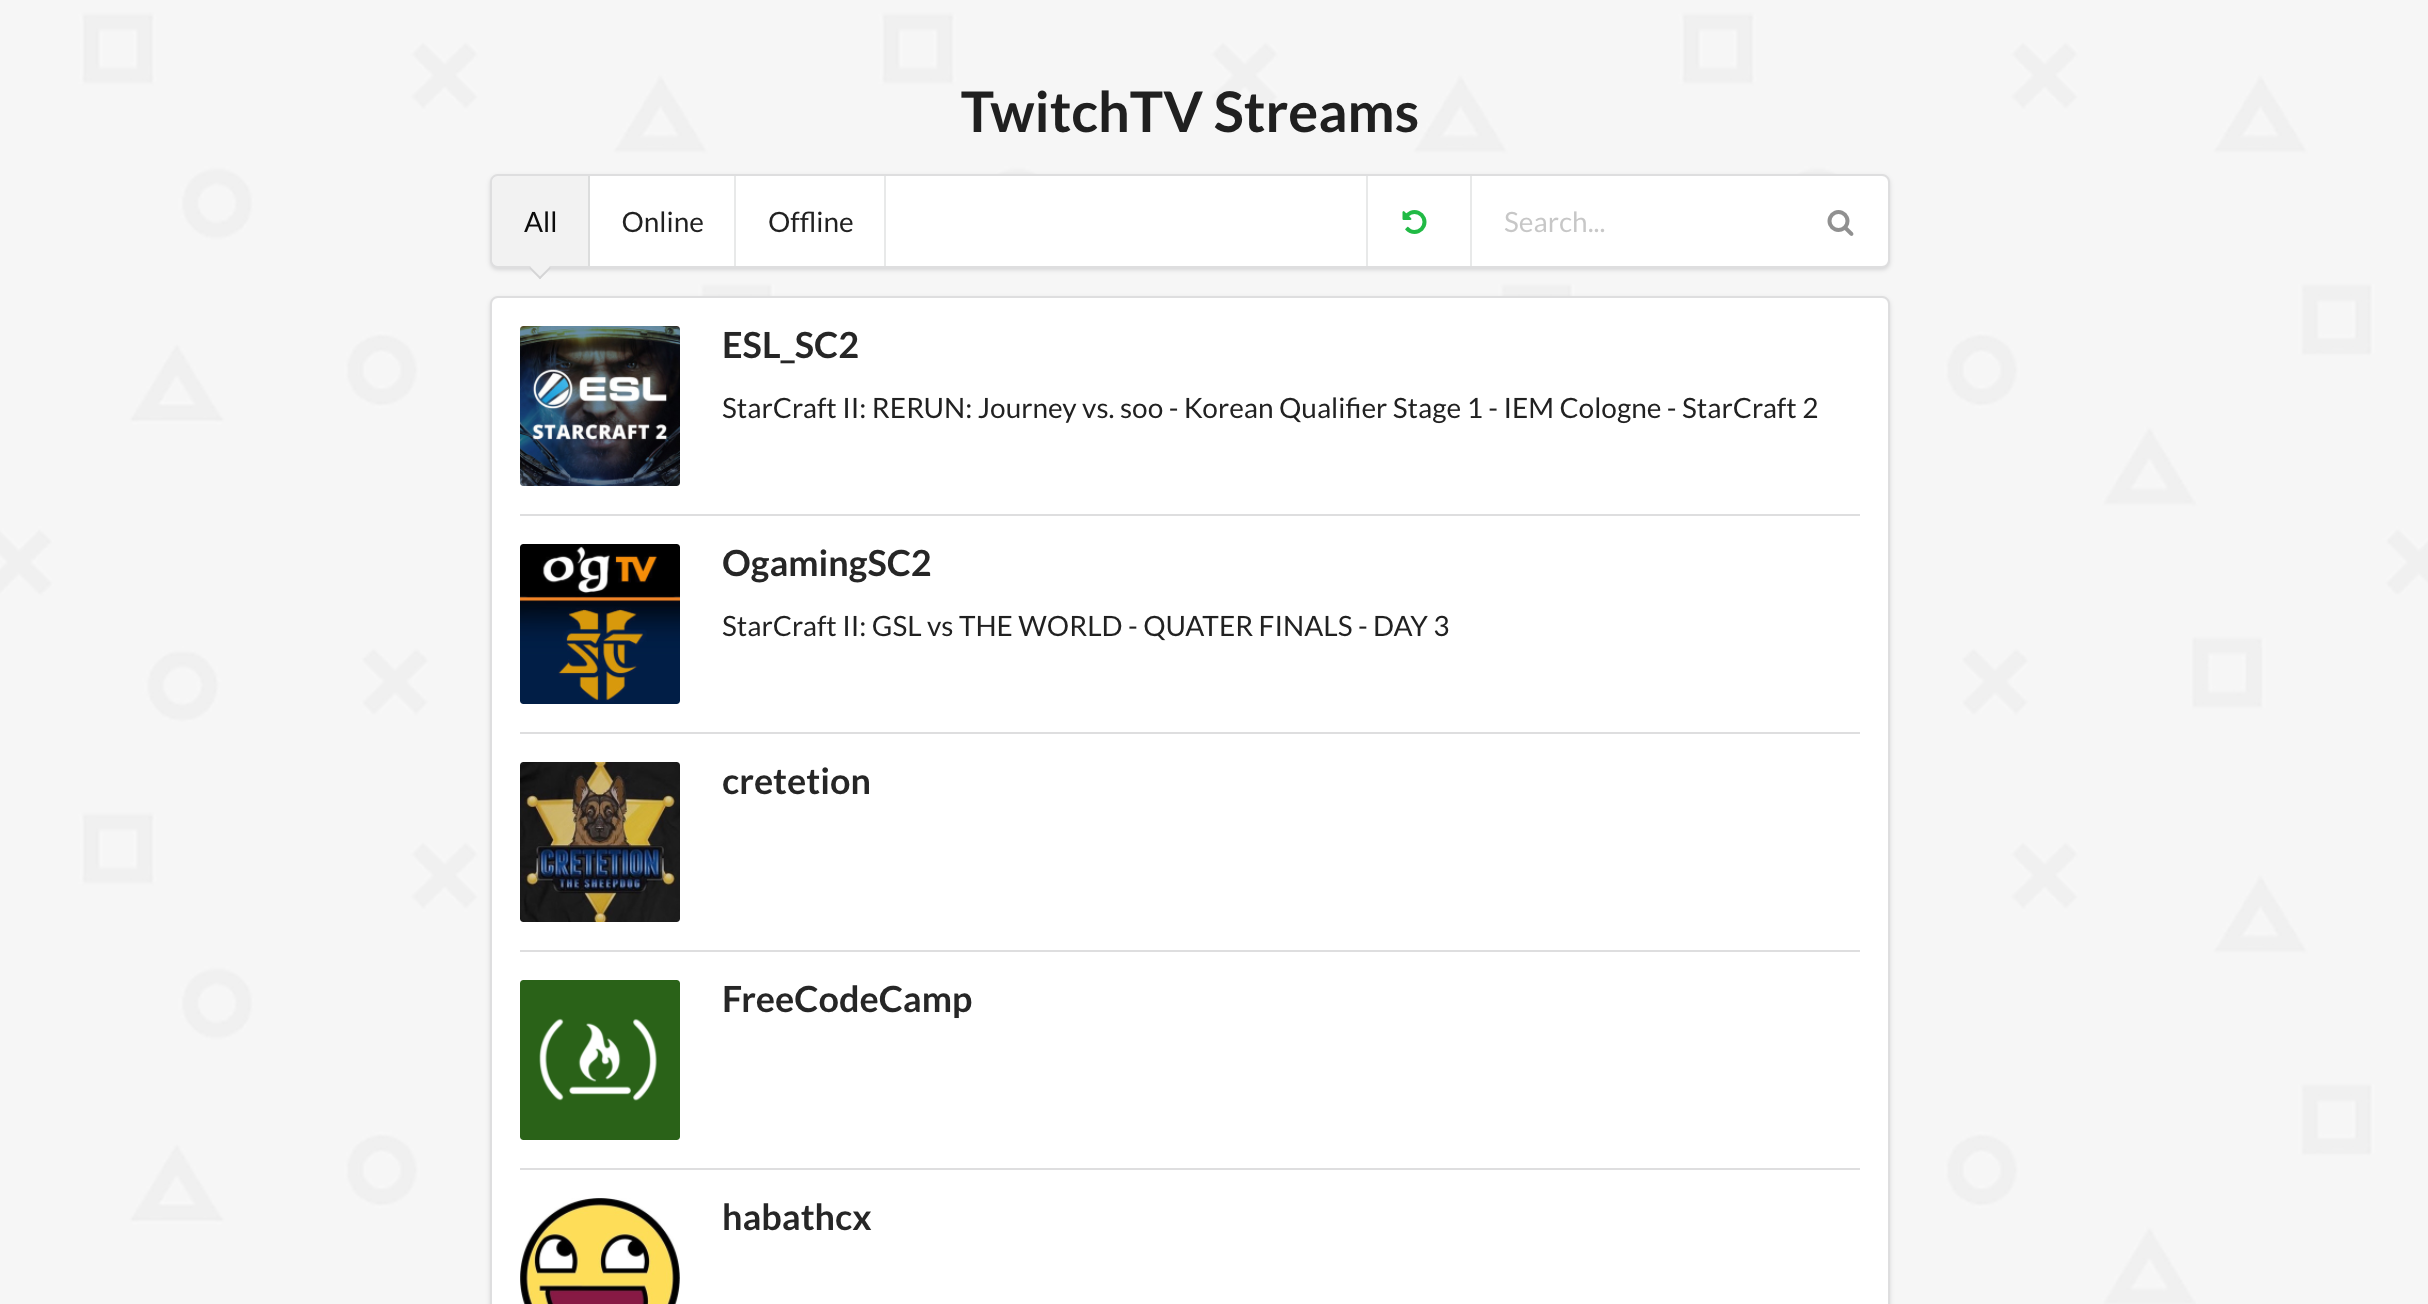 TwitchTV Streams
All Online Offline Search...
ESL_SC2
ESL
STARCRAFT 2
StarCraft II: RERUN: Journey vs. soo - Korean Qualifier Stage 1 - IEM Cologne - StarCraft 2
o'g TV
SC
OgamingSC2
StarCraft II: GSL vs THE WORLD - QUATER FINALS - DAY 3
cretetion
CRETETION
THE SHEEPDOG
FreeCodeCamp
habathcx